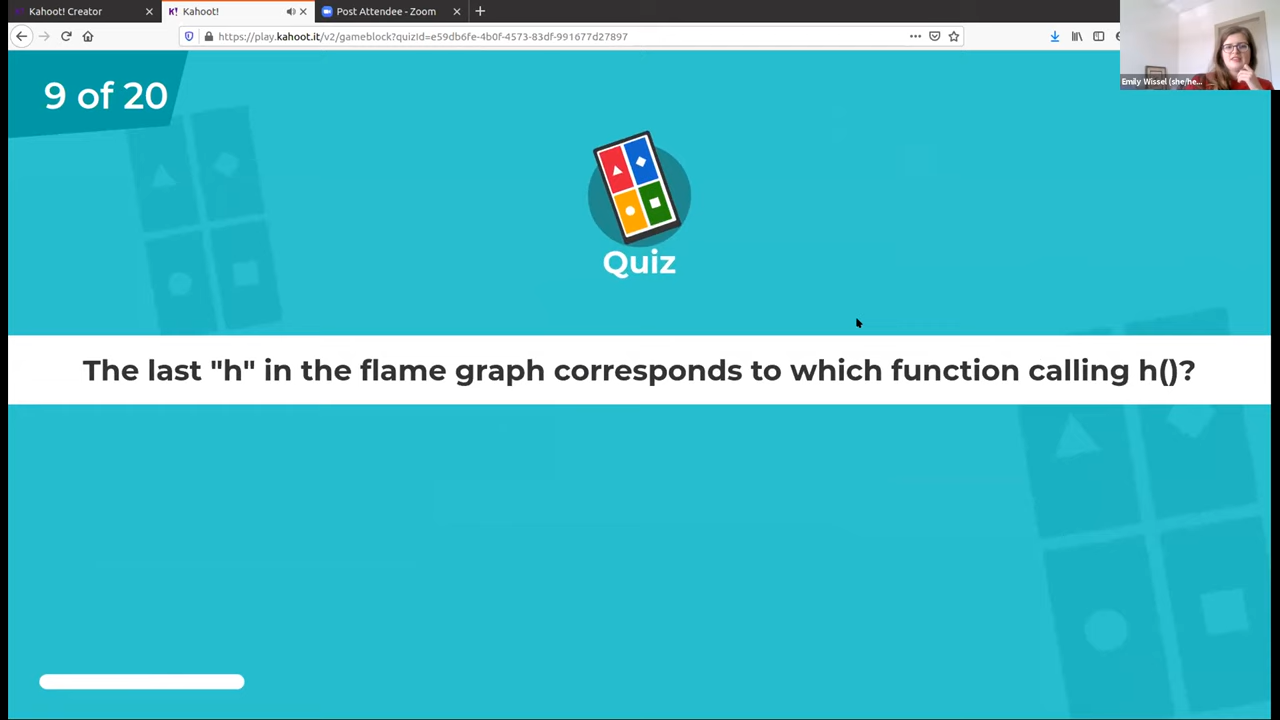 Kahoot! Creator
Kahoot!
Post Attendee - Zoom
https://play.kahoot.it/v2/gameblock?quizId=e59db6fe-4b0f-4573-83df-991677d27897
Emily Wissel (she/he...
9 of 20
Quiz
The last "h" in the flame graph corresponds to which function calling h()?